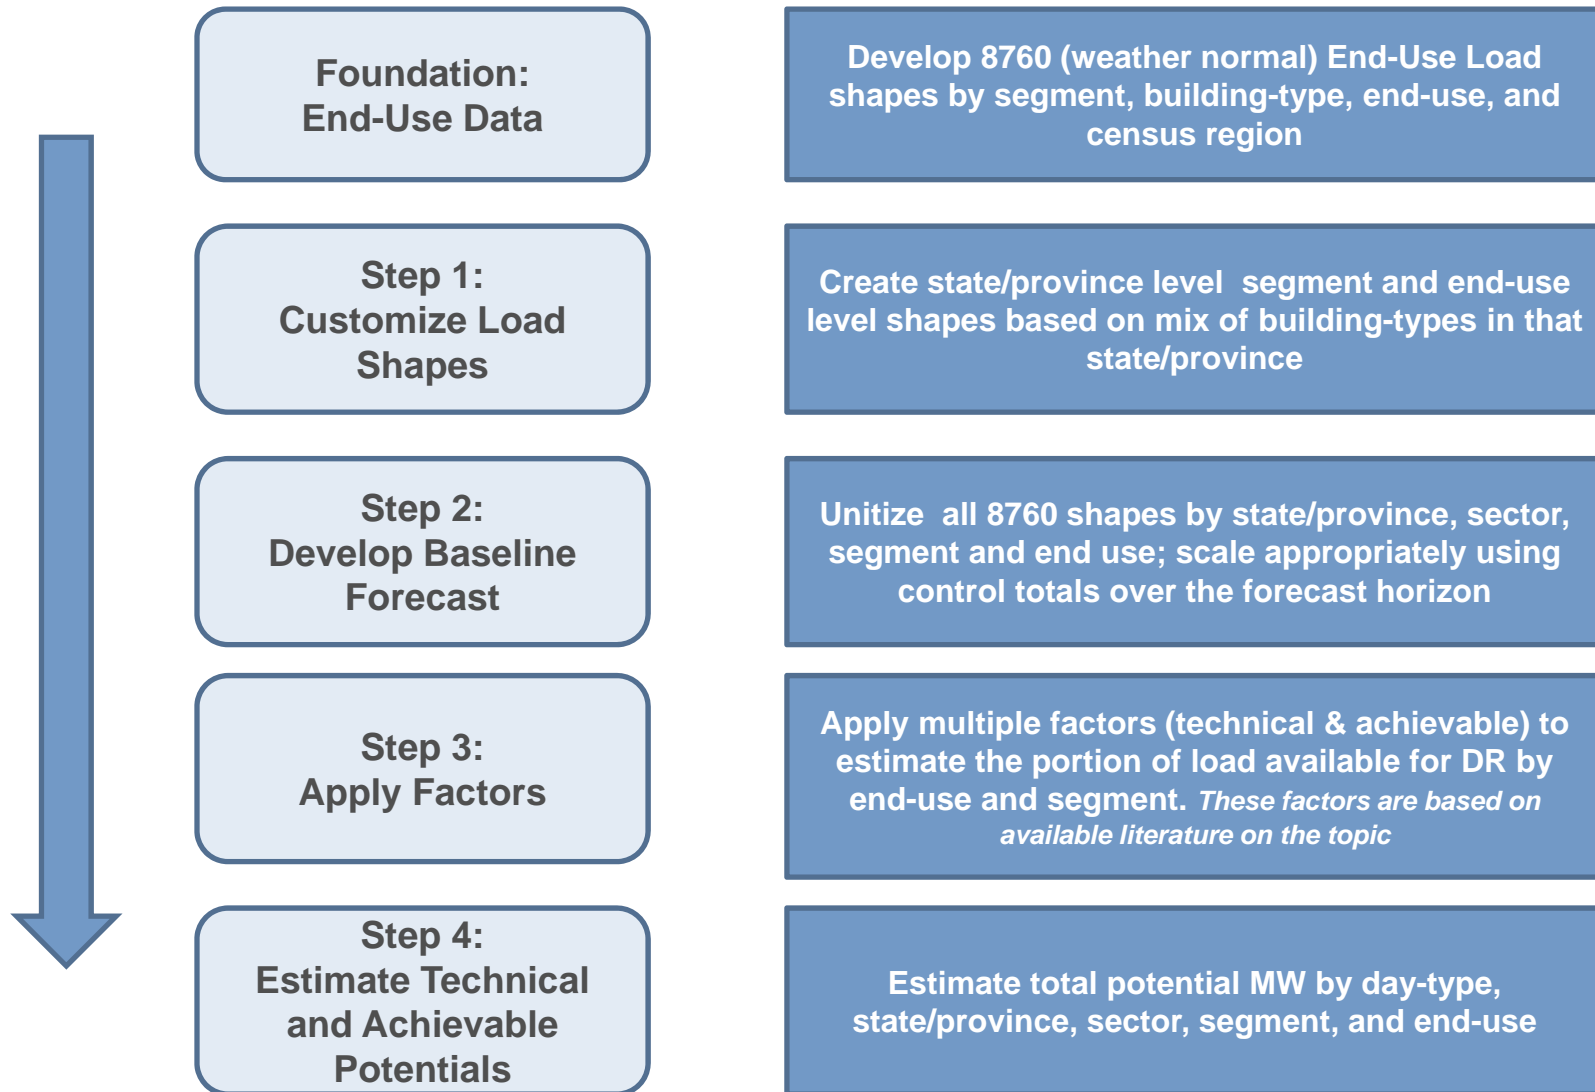 Foundation:
End-Use Data
Develop 8760 (weather normal) End-Use Load
shapes by segment, building-type, end-use, and
census region
Step 1:
Customize Load
Shapes
Create state/province level  segment and end-use
level shapes based on mix of building-types in that
state/province
Step 2:
Develop Baseline
Forecast
Unitize  all 8760 shapes by state/province, sector,
segment and end use; scale appropriately using
control totals over the forecast horizon
Step 3:
Apply Factors
Apply multiple factors (technical & achievable) to
estimate the portion of load available for DR by
end-use and segment. These factors are based on
available literature on the topic
Step 4:
Estimate Technical
and Achievable
Potentials
Estimate total potential MW by day-type,
state/province, sector, segment, and end-use